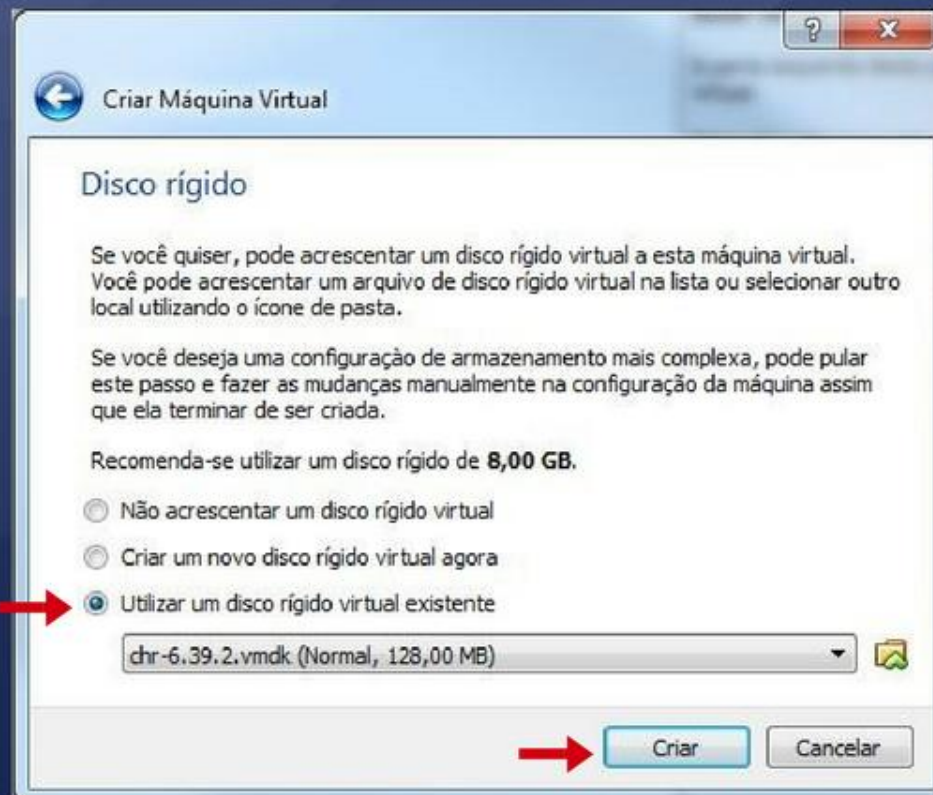 ?
X
Criar Máquina Virtual
Disco rígido
Se você quiser, pode acrescentar um disco rígido virtual a esta máquina virtual.
Você pode acrescentar um arquivo de disco rígido virtual na lista ou selecionar outro
local utilizando o ícone de pasta.
Se você deseja uma configuração de armazenamento mais complexa, pode pular
este passo e fazer as mudanças manualmente na configuração da máquina assim
que ela terminar de ser criada.
Recomenda-se utilizar um disco rígido de 8,00 GB.
Não acrescentar um disco rígido virtual
Criar um novo disco rígido virtual agora
Utilizar um disco rígido virtual existente
chr-6.39.2.vmdk (Normal, 128,00 MB)
Criar
Cancelar